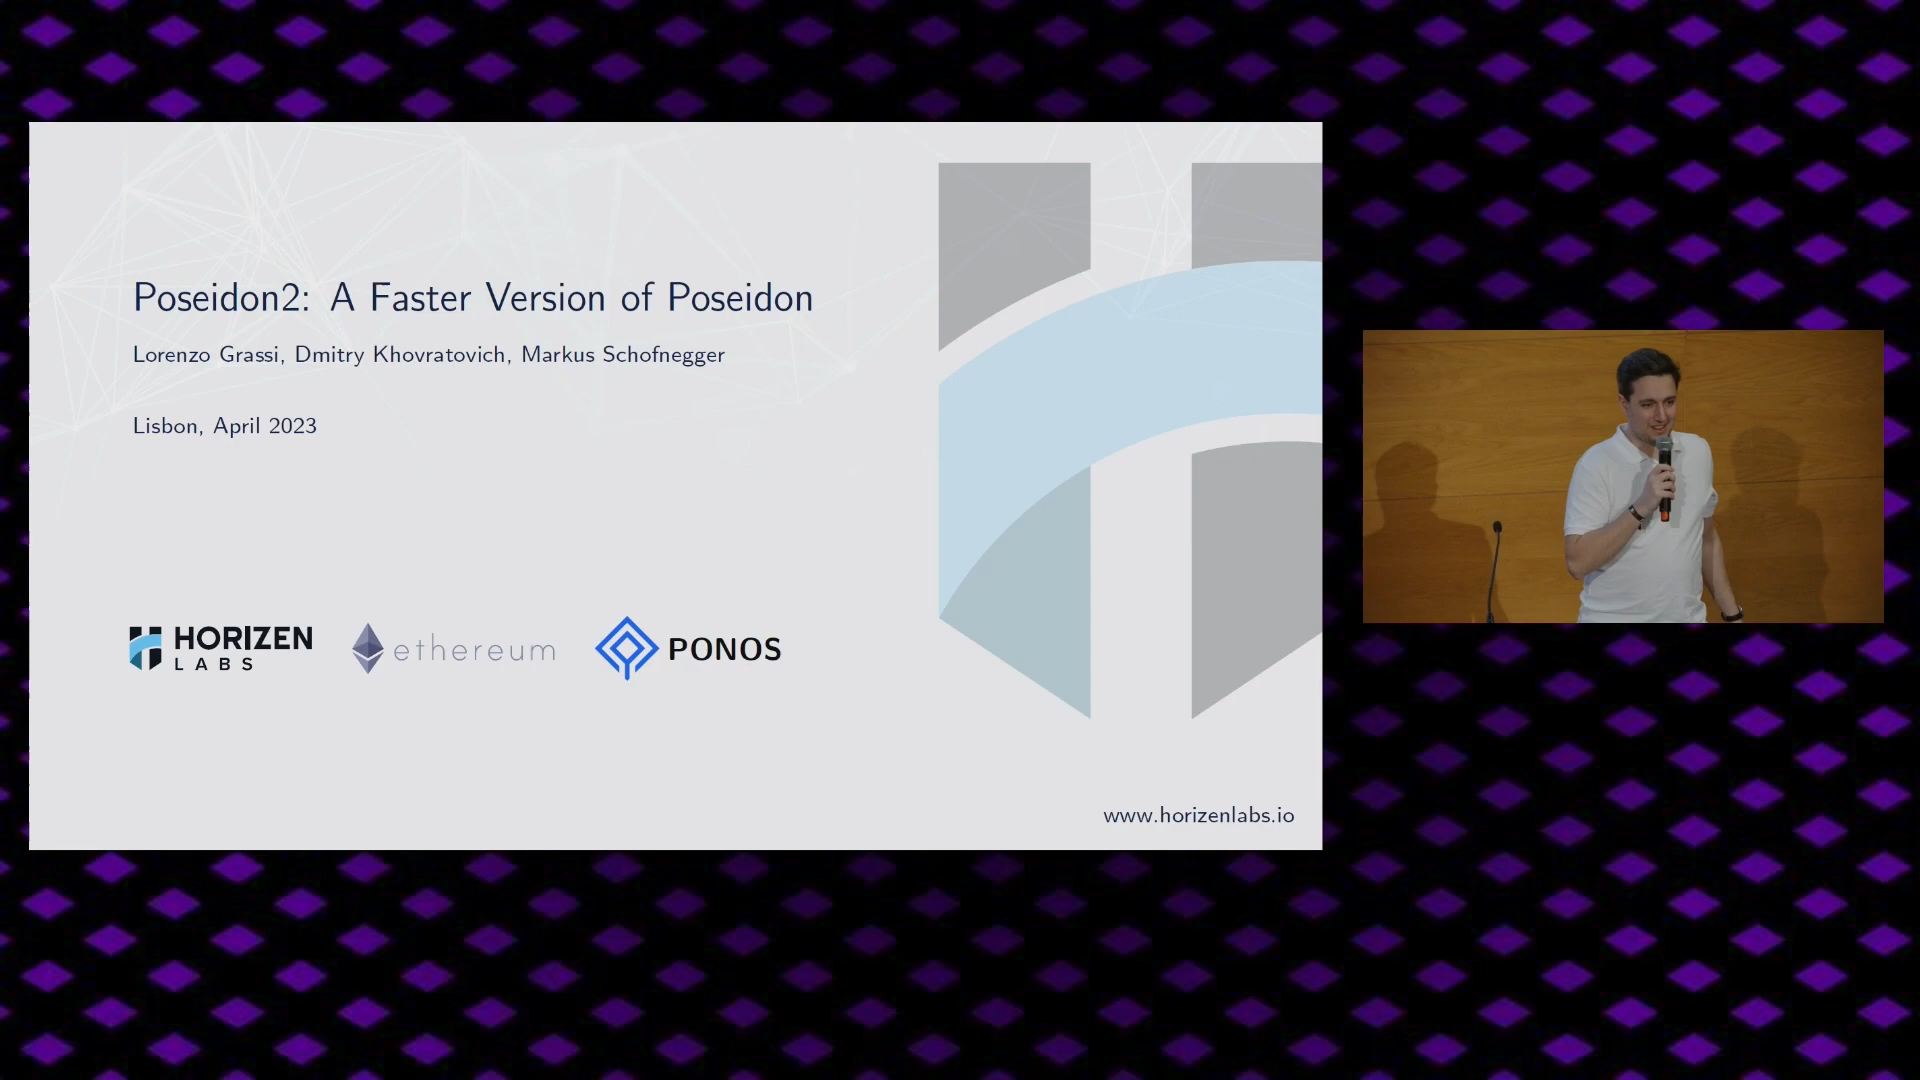 Poseidon2: A Faster Version of Poseidon
Lorenzo Grassi, Dmitry Khovratovich, Markus Schofnegger
Lisbon, April 2023
HORIZEN
LABS
ethereum
PONOS
www.horizenlabs.io